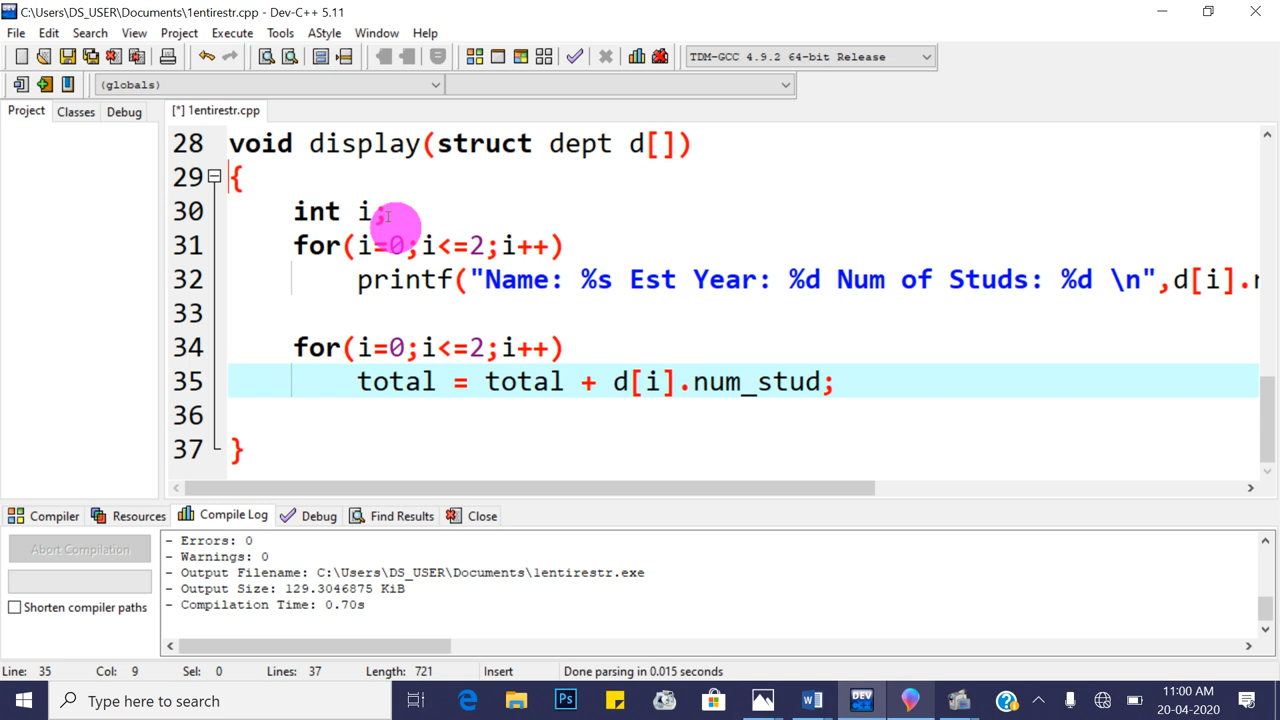 C:\Users\DS_USER\Documents\1entirestr.cpp - Dev-C++ 5.11
File Edit Search View Project Execute Tools AStyle Window Help
TDM-GCC 4.9.2 64-bit Release
(globals)
Project Classes Debug [*] 1entirestr.cpp
28 void display(struct dept d[])
29 {
30 int i;
31 for(i=0;i<=2;i++)
32 printf("Name: %s Est Year: %d Num of Studs: %d \n",d[i].
33
34 for(i=0;i<=2;i++)
35 total = total + d[i].num_stud;
36
37 }
Compiler Resources Compile Log Debug Find Results Close
Abort Compilation
Shorten compiler paths
- Errors: 0
- Warnings: 0
- Output Filename: C:\Users\DS_USER\Documents\1entirestr.exe
- Output Size: 129.3046875 KiB
- Compilation Time: 0.70s
Line: 35 Col: 9 Sel: 0 Lines: 37 Length: 721 Insert Done parsing in 0.015 seconds
Type here to search
Ps
W
DEV C++
11:00 AM
20-04-2020